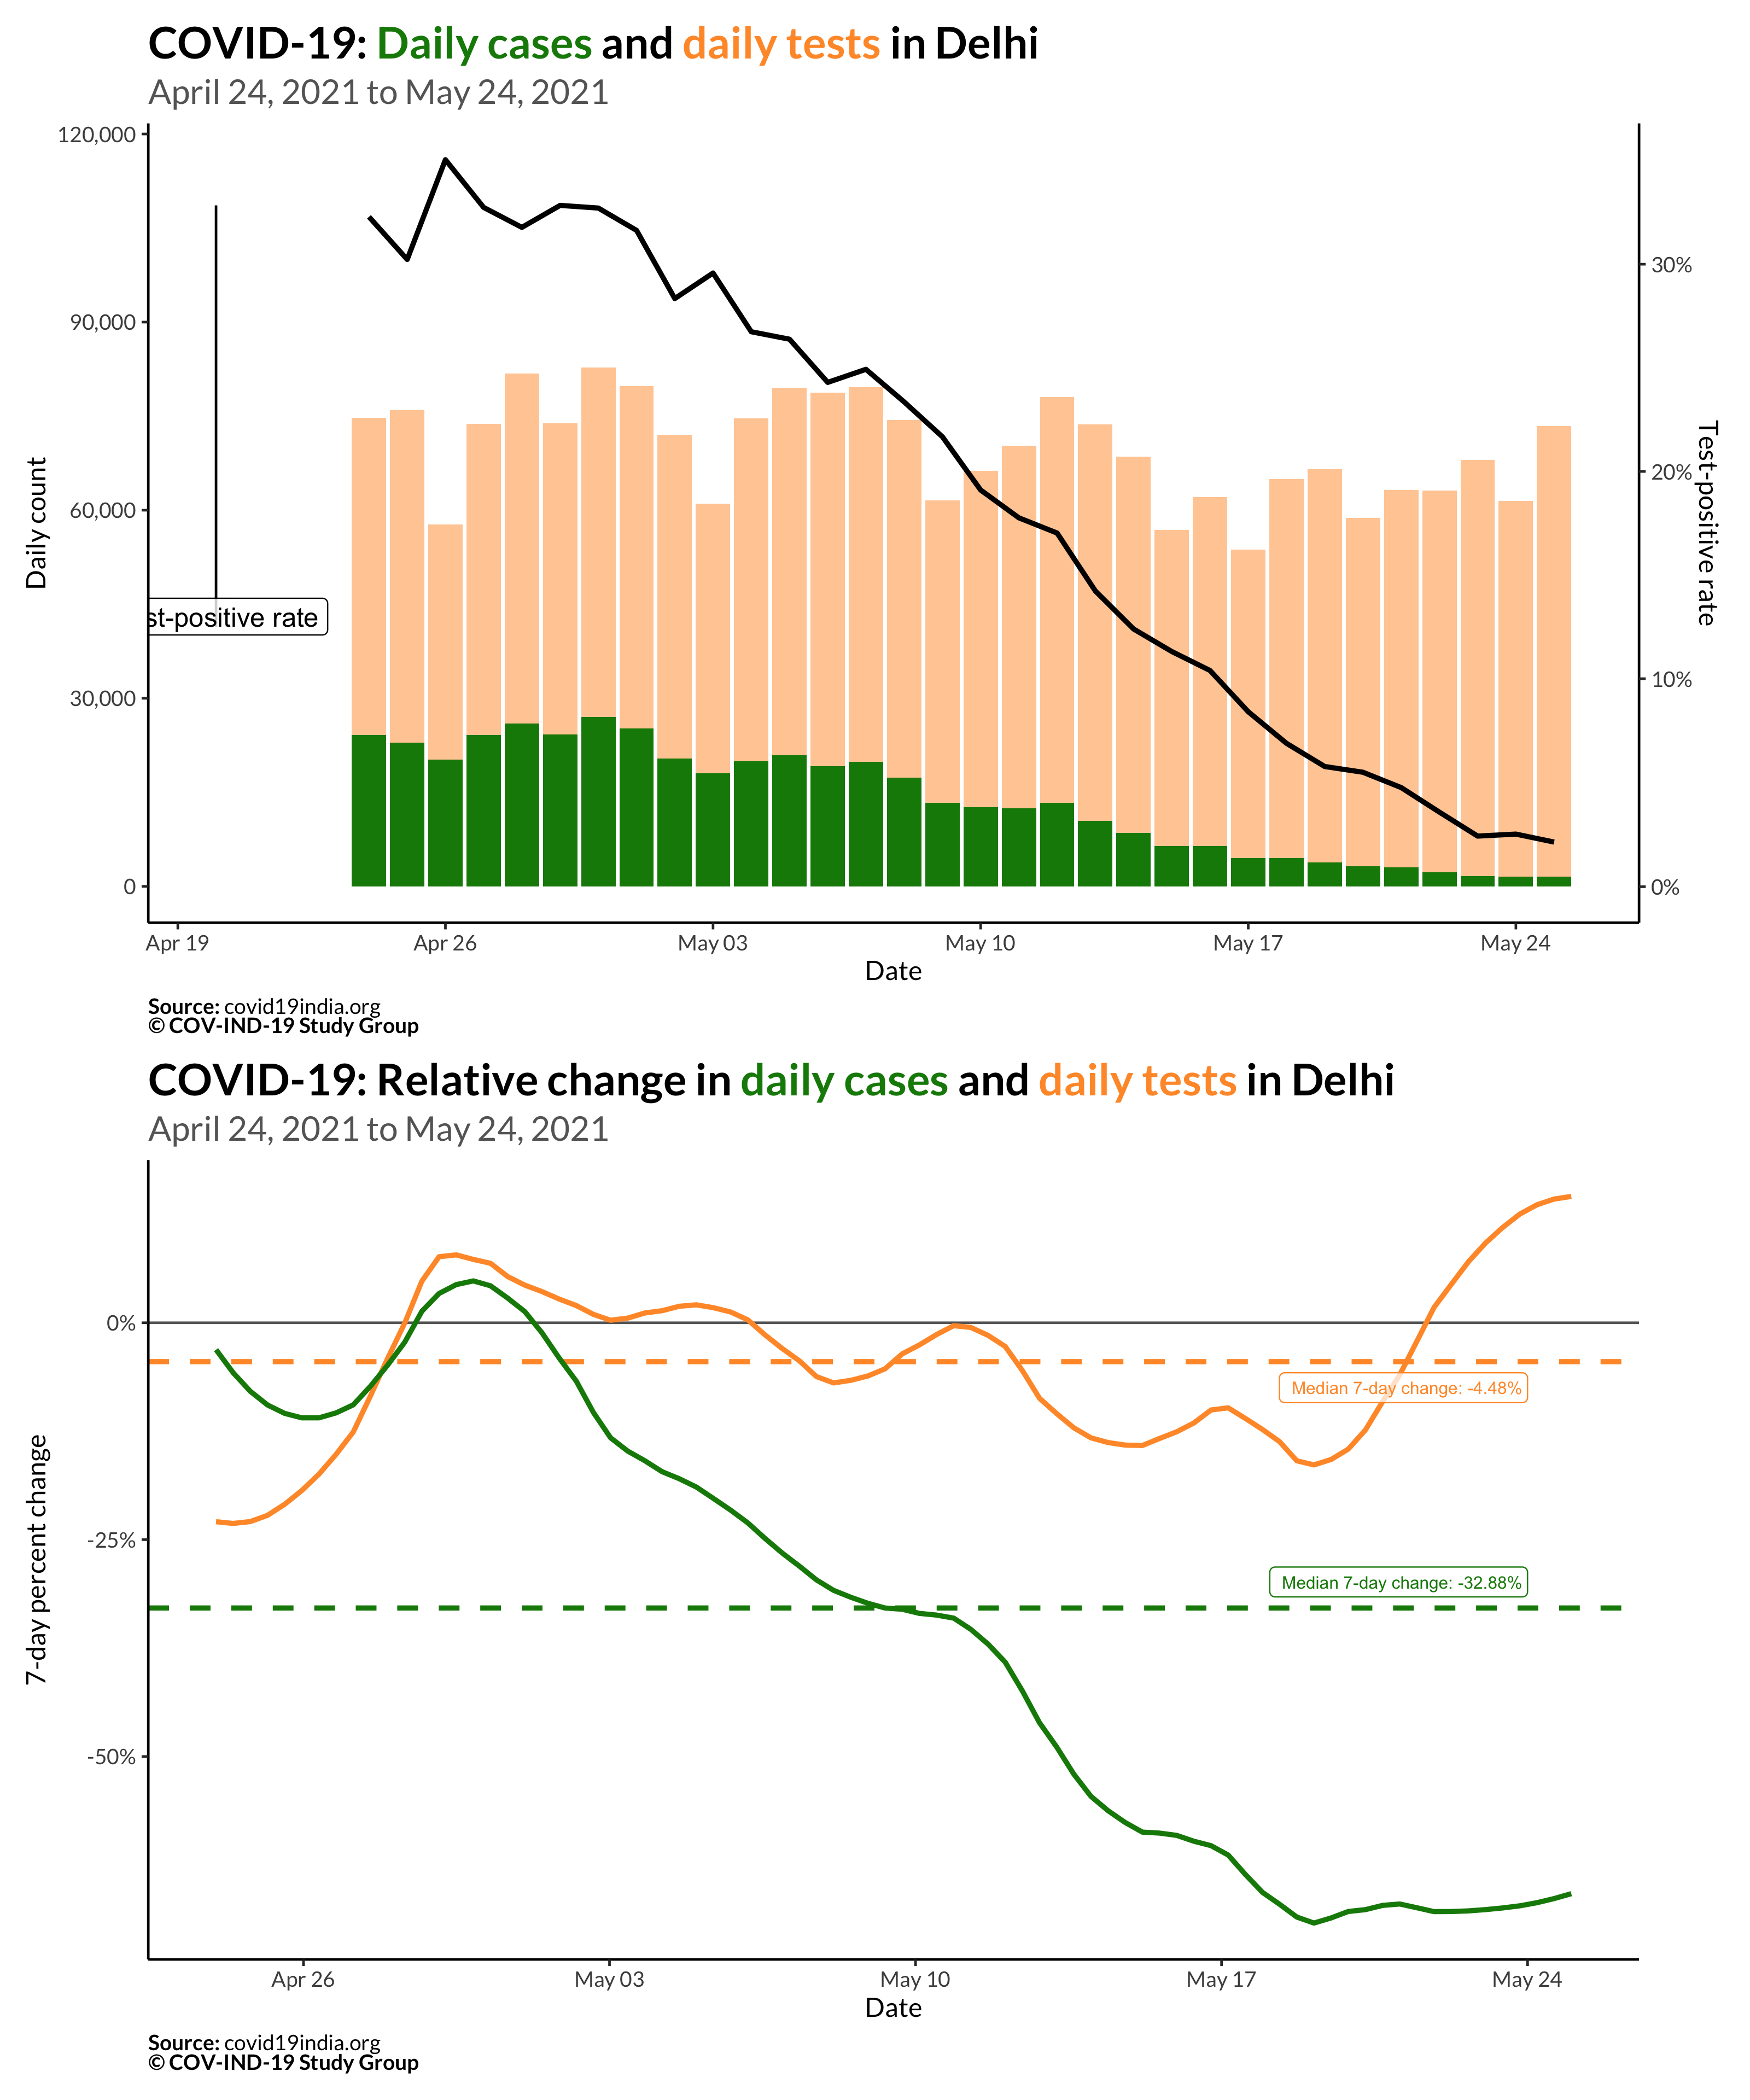 COVID-19: Daily cases and daily tests in Delhi
April 24, 2021 to May 24, 2021
120,000
90,000
60,000
30,000
0
Daily count
30%
20%
10%
0%
Test-positive rate
st-positive rate
Apr 19
Apr 26
May 03
May 10
May 17
May 24
Date
Source: covid19india.org
© COV-IND-19 Study Group
COVID-19: Relative change in daily cases and daily tests in Delhi
April 24, 2021 to May 24, 2021
0%
-25%
-50%
7-day percent change
Median 7-day change: -4.48%
Median 7-day change: -32.88%
Apr 26
May 03
May 10
May 17
May 24
Date
Source: covid19india.org
© COV-IND-19 Study Group